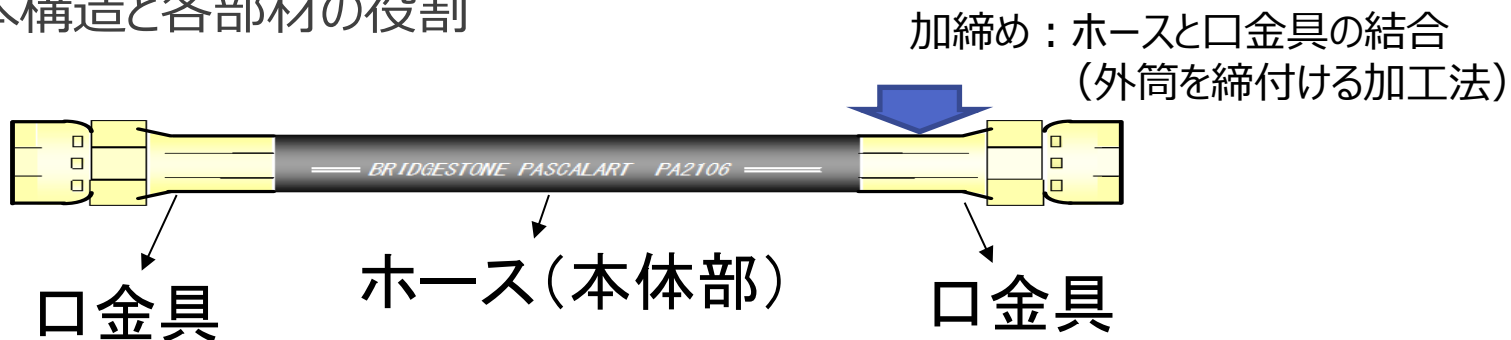 本構造と各部材の役割
加締め：ホースと口金具の結合
（外筒を締付ける加工法）
BRIDGESTONE PASCALART PA2106
口金具
ホース（本体部）
口金具